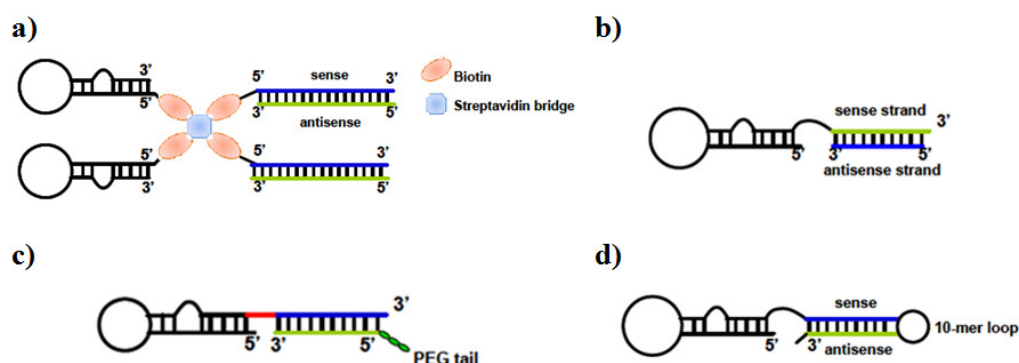 a)
3’
5’
5’
sense
3’
3’
antisense
5’
Biotin
Streptavidin bridge
5’
3’
5’
3’
5’
b)
sense strand
3’
5’
3’
5’
antisense strand
c)
3’
5’
3’
5’
PEG tail
d)
sense
10-mer loop
5’
3’
antisense